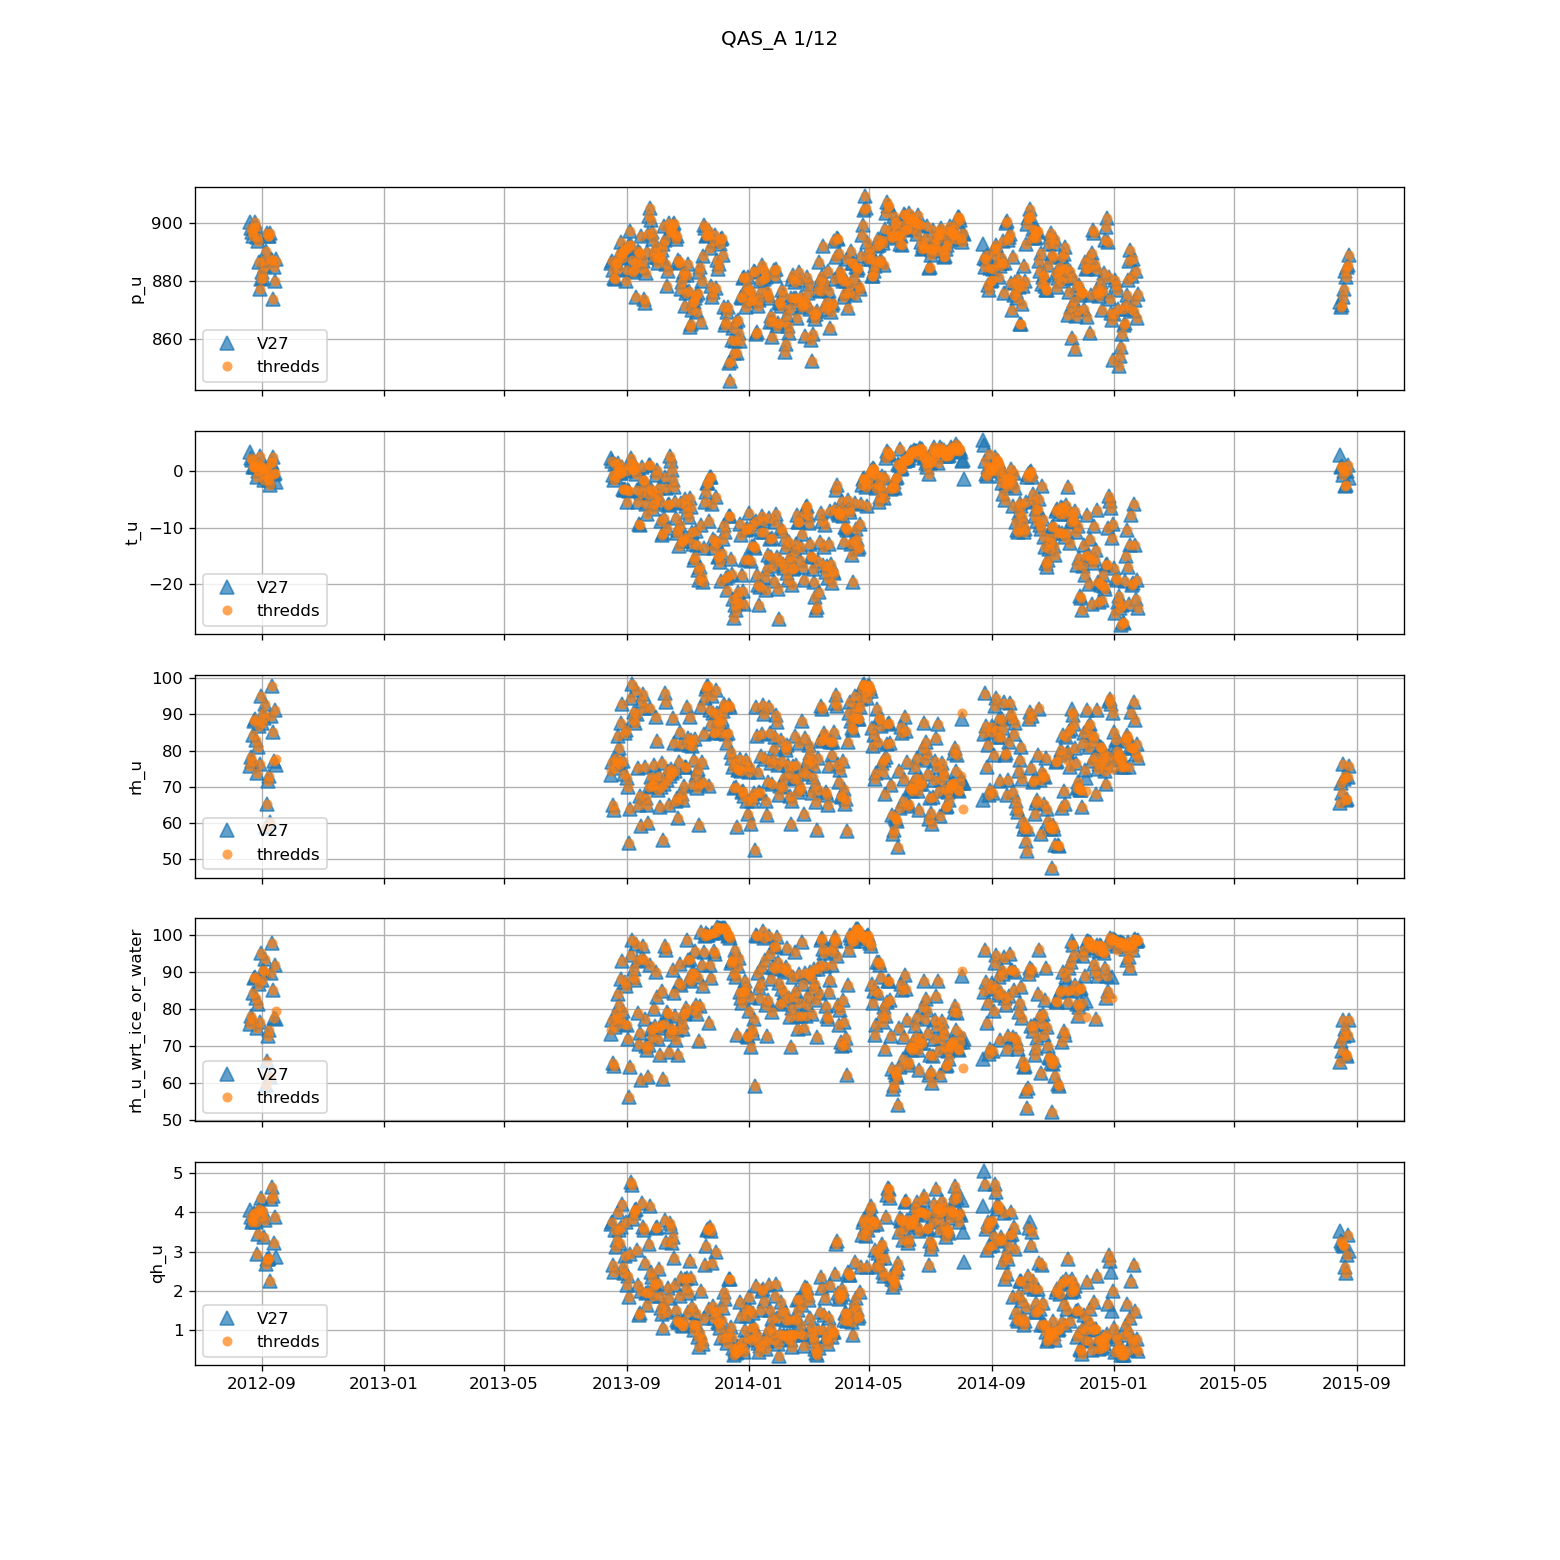 QAS_A 1/12
p_u
900
880
860
V27
thredds
t_u
0
−10
−20
V27
thredds
rh_u
100
90
80
70
60
50
V27
thredds
rh_u_wrt_ice_or_water
100
90
80
70
60
50
V27
thredds
qh_u
5
4
3
2
1
V27
thredds
2012-09 2013-01 2013-05 2013-09 2014-01 2014-05 2014-09 2015-01 2015-05 2015-09